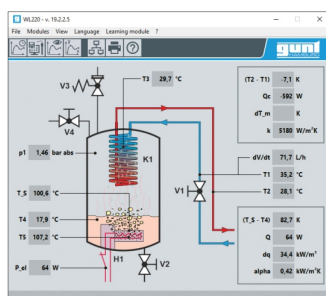 WL220 - v. 19.2.2.5
File Modules View Language Learning module ?
gunt
V3
T3 29,7 °C
V4
K1
p1 1,46 bar abs
V1
T_S 100,6 °C
T4 17,9 °C
T5 107,2 °C
P_el 64 W
H1
V2
(T2 - T1) -7,1 K
Qc -592 W
dT_m K
k 5180 W/m²K
dV/dt 71,7 L/h
T1 35,2 °C
T2 28,1 °C
(T_S - T4) 82,7 K
Q 64 W
dq 34,4 kW/m²
alpha 0,42 kW/m²K